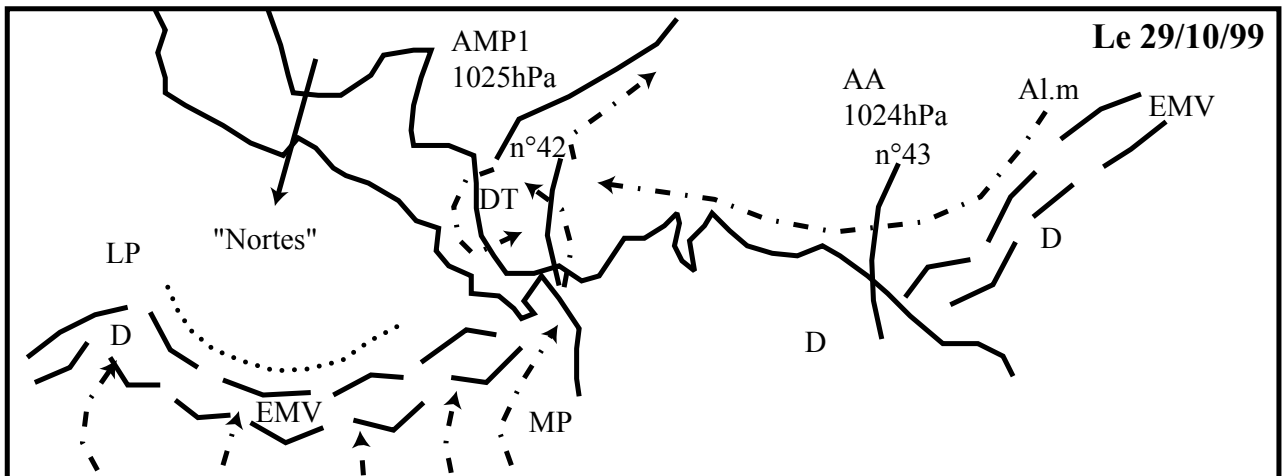 Le 29/10/99
AMP1
1025hPa
AA
1024hPa
Al.m
EMV
n°42
n°43
DT
"Nortes"
D
LP
D
D
EMV
MP